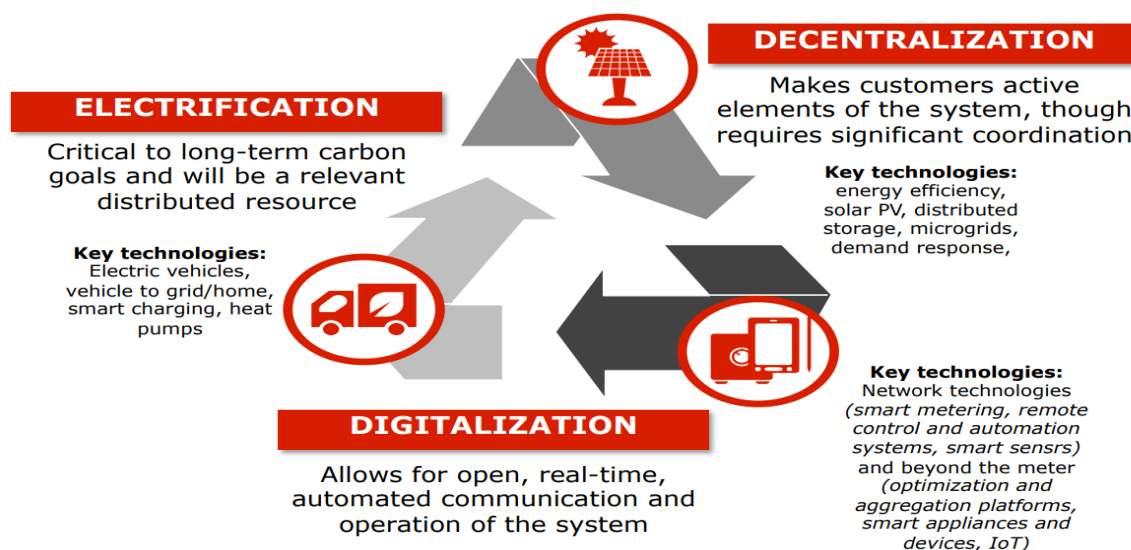 DECENTRALIZATION
Makes customers active
elements of the system, though
requires significant coordination
Key technologies:
energy efficiency,
solar PV, distributed
storage, microgrids,
demand response,
ELECTRIFICATION
Critical to long-term carbon
goals and will be a relevant
distributed resource
Key technologies:
Electric vehicles,
vehicle to grid/home,
smart charging, heat
pumps
DIGITALIZATION
Allows for open, real-time,
automated communication and
operation of the system
Key technologies:
Network technologies
(smart metering, remote
control and automation
systems, smart sensrs)
and beyond the meter
(optimization and
aggregation platforms,
smart appliances and
devices, IoT)